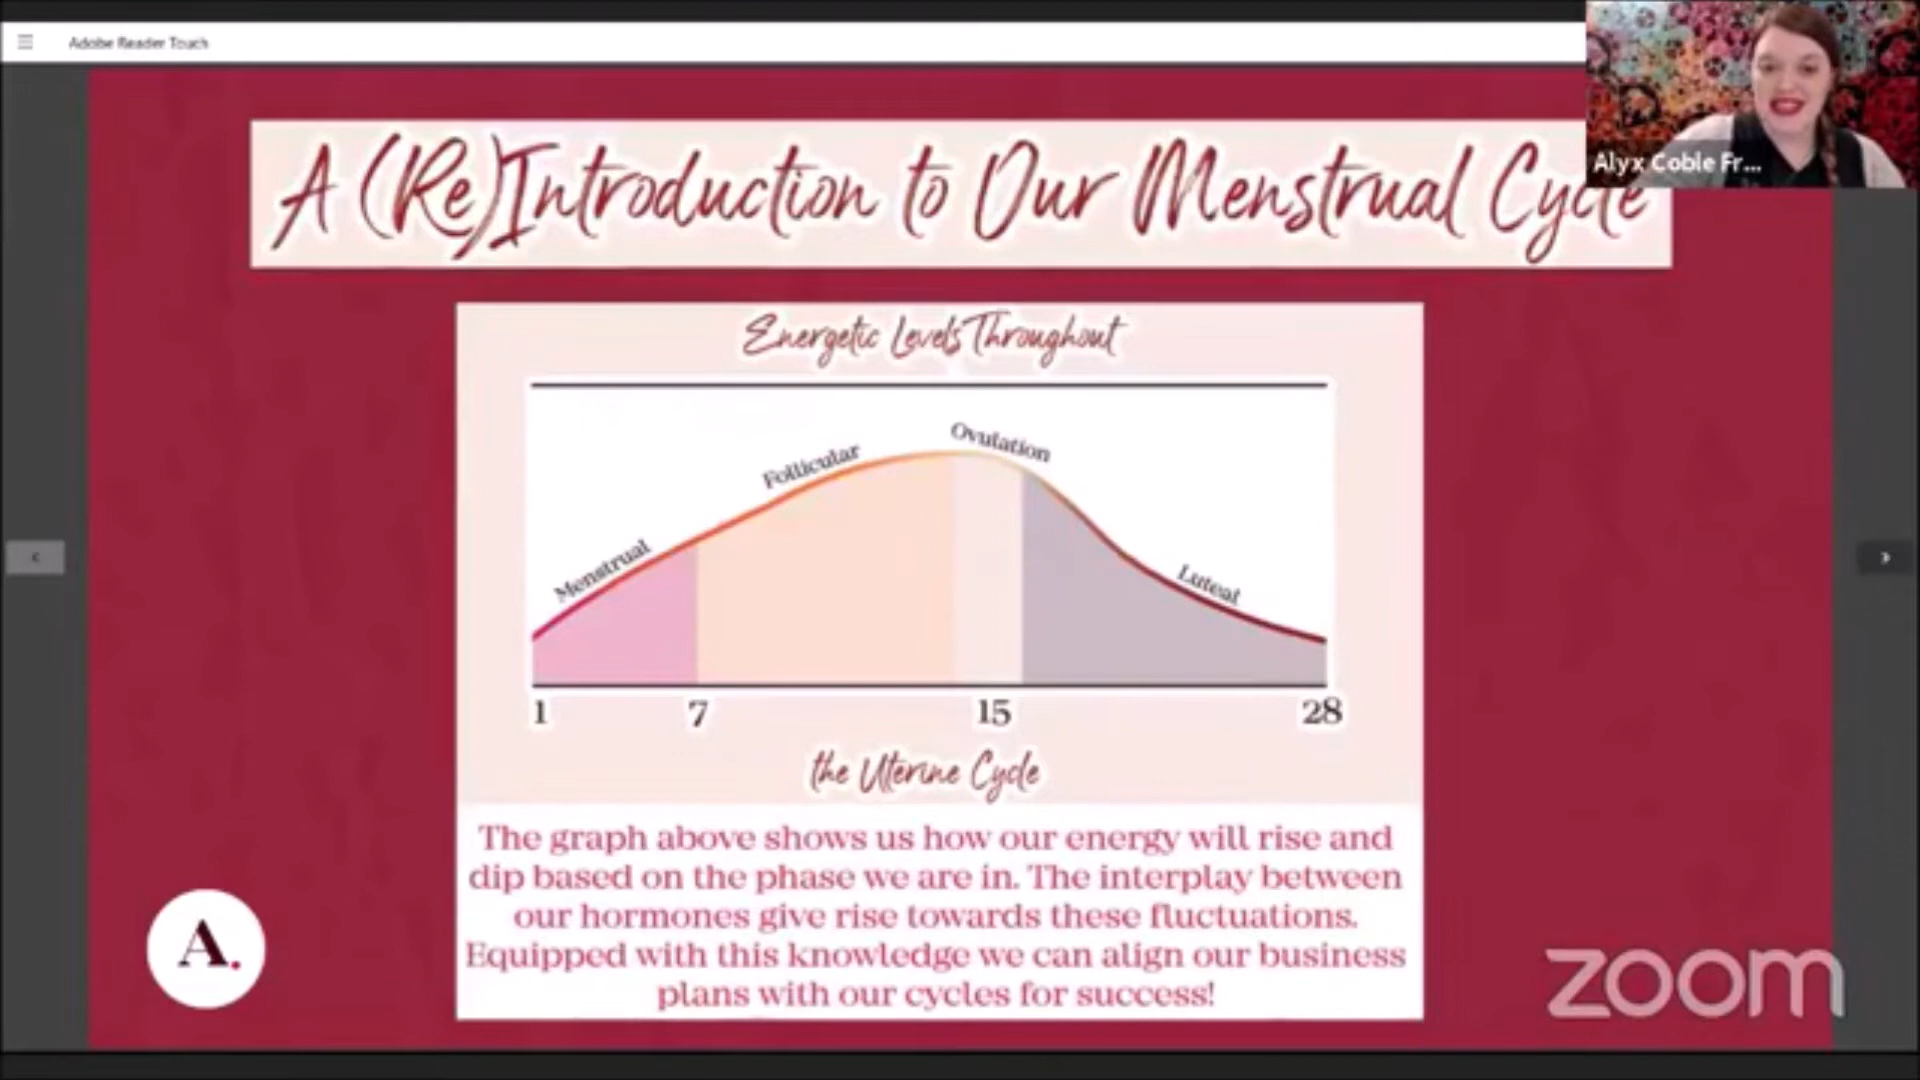 Adobe Reader Touch
Alyx Coble Fr...
A (Re)Introduction to Our Menstrual Cycle
Energetic Levels Throughout
Ovulation
Follicular
Menstrual
Luteal
1 7 15 28
the Uterine Cycle
The graph above shows us how our energy will rise and
dip based on the phase we are in. The interplay between
our hormones give rise towards these fluctuations.
Equipped with this knowledge we can align our business
plans with our cycles for success!
A.
zoom